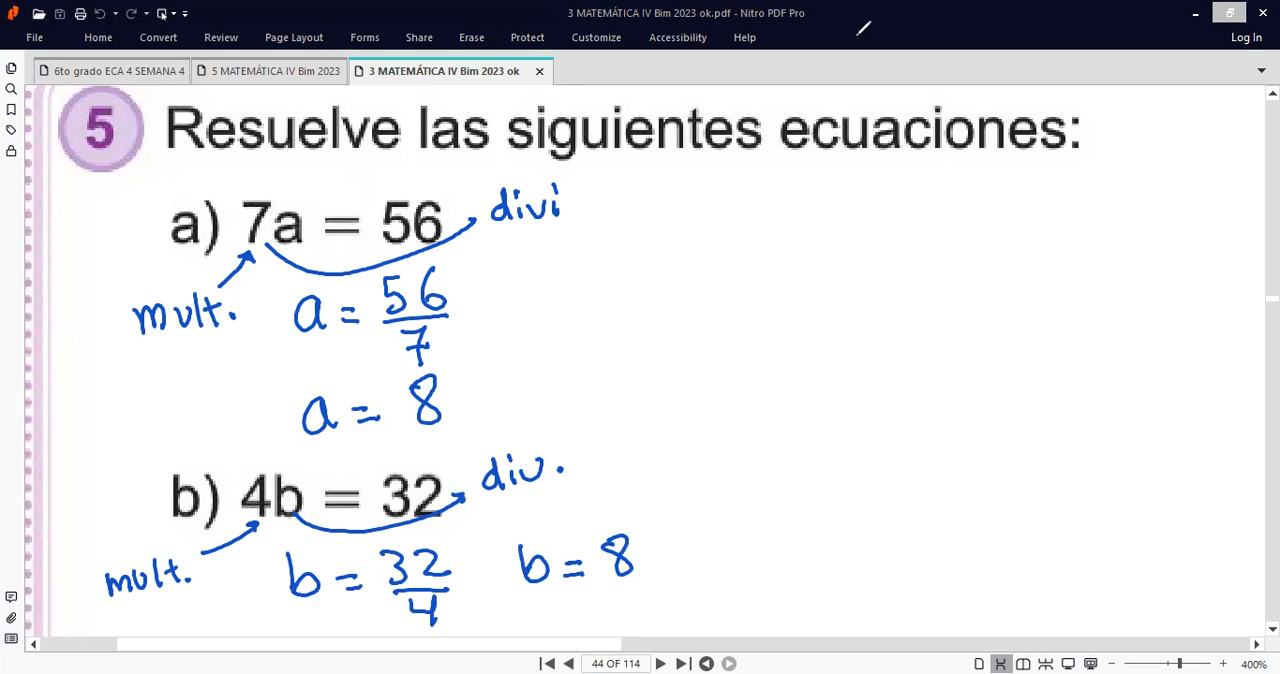 3 MATEMÁTICA IV Bim 2023 ok.pdf - Nitro PDF Pro
File Home Convert Review Page Layout Forms Share Erase Protect Customize Accessibility Help Log In
6to grado ECA 4 SEMANA 4 5 MATEMÁTICA IV Bim 2023 3 MATEMÁTICA IV Bim 2023 ok
5 Resuelve las siguientes ecuaciones:
a) 7a = 56 divi
mult. a = 56/7
a = 8
b) 4b = 32 div.
mult. b = 32/4 b = 8
44 OF 114 400%